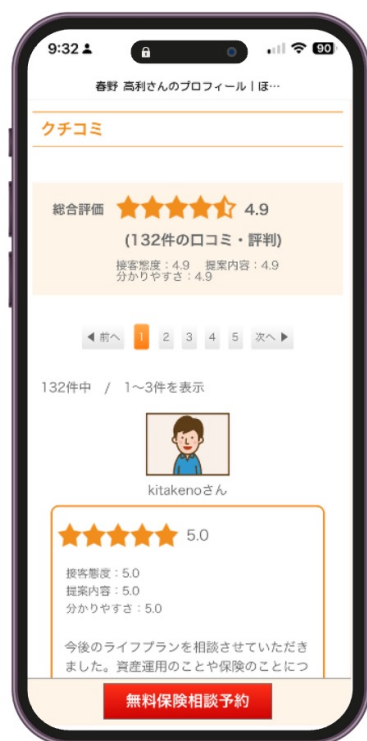 9:32
90
春野 高利さんのプロフィール | ほ…
クチコミ
総合評価 4.9
(132件の口コミ・評判)
接客態度：4.9 提案内容：4.9
分かりやすさ：4.9
◀ 前へ 1 2 3 4 5 次へ ▶
132件中 / 1〜3件を表示
kitakenoさん
5.0
接客態度：5.0
提案内容：5.0
分かりやすさ：5.0
今後のライフプランを相談させていただき
ました。資産運用のことや保険のことにつ
無料保険相談予約